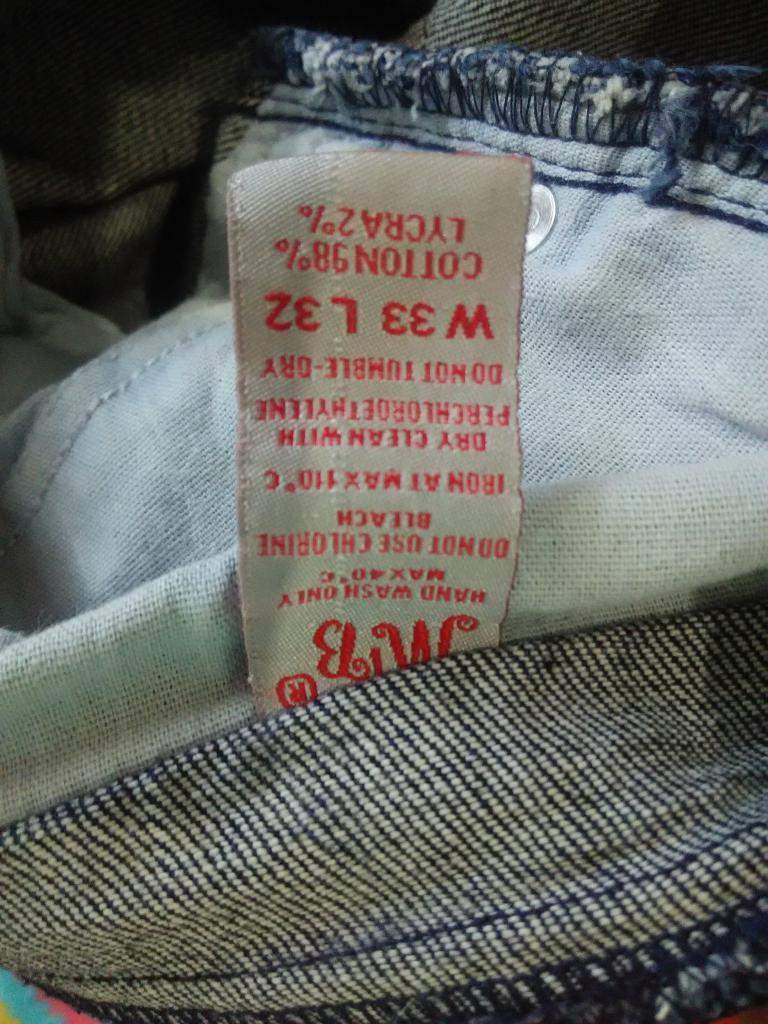 MB®
HAND WASH ONLY
MAX 40°C
DO NOT USE CHLORINE
BLEACH
IRON AT MAX 110°C
DRY CLEAN WITH
PERCHLOROETHYLENE
DO NOT TUMBLE-DRY
W 33 L 32
COTTON 98%
LYCRA 2%